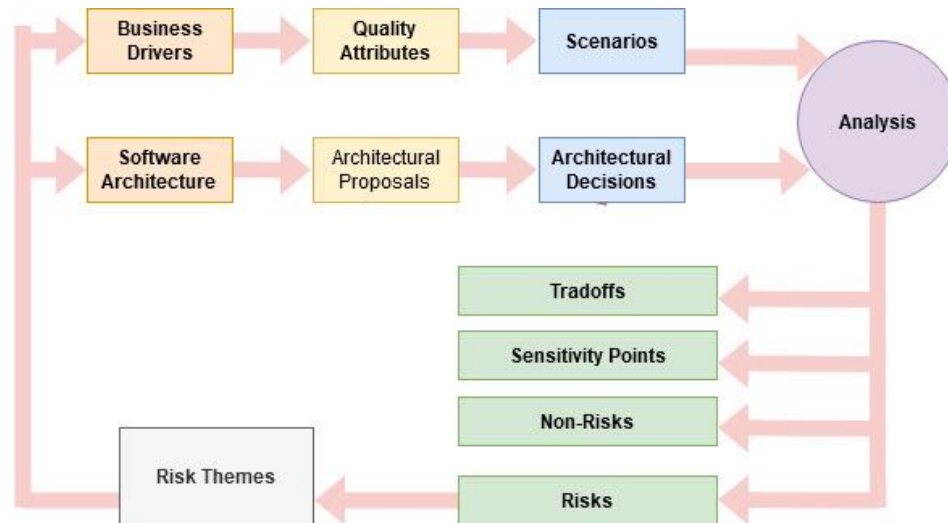 Business
Drivers
Quality
Attributes
Scenarios
Analysis
Software
Architecture
Architectural
Proposals
Architectural
Decisions
Tradoffs
Sensitivity Points
Non-Risks
Risk Themes
Risks